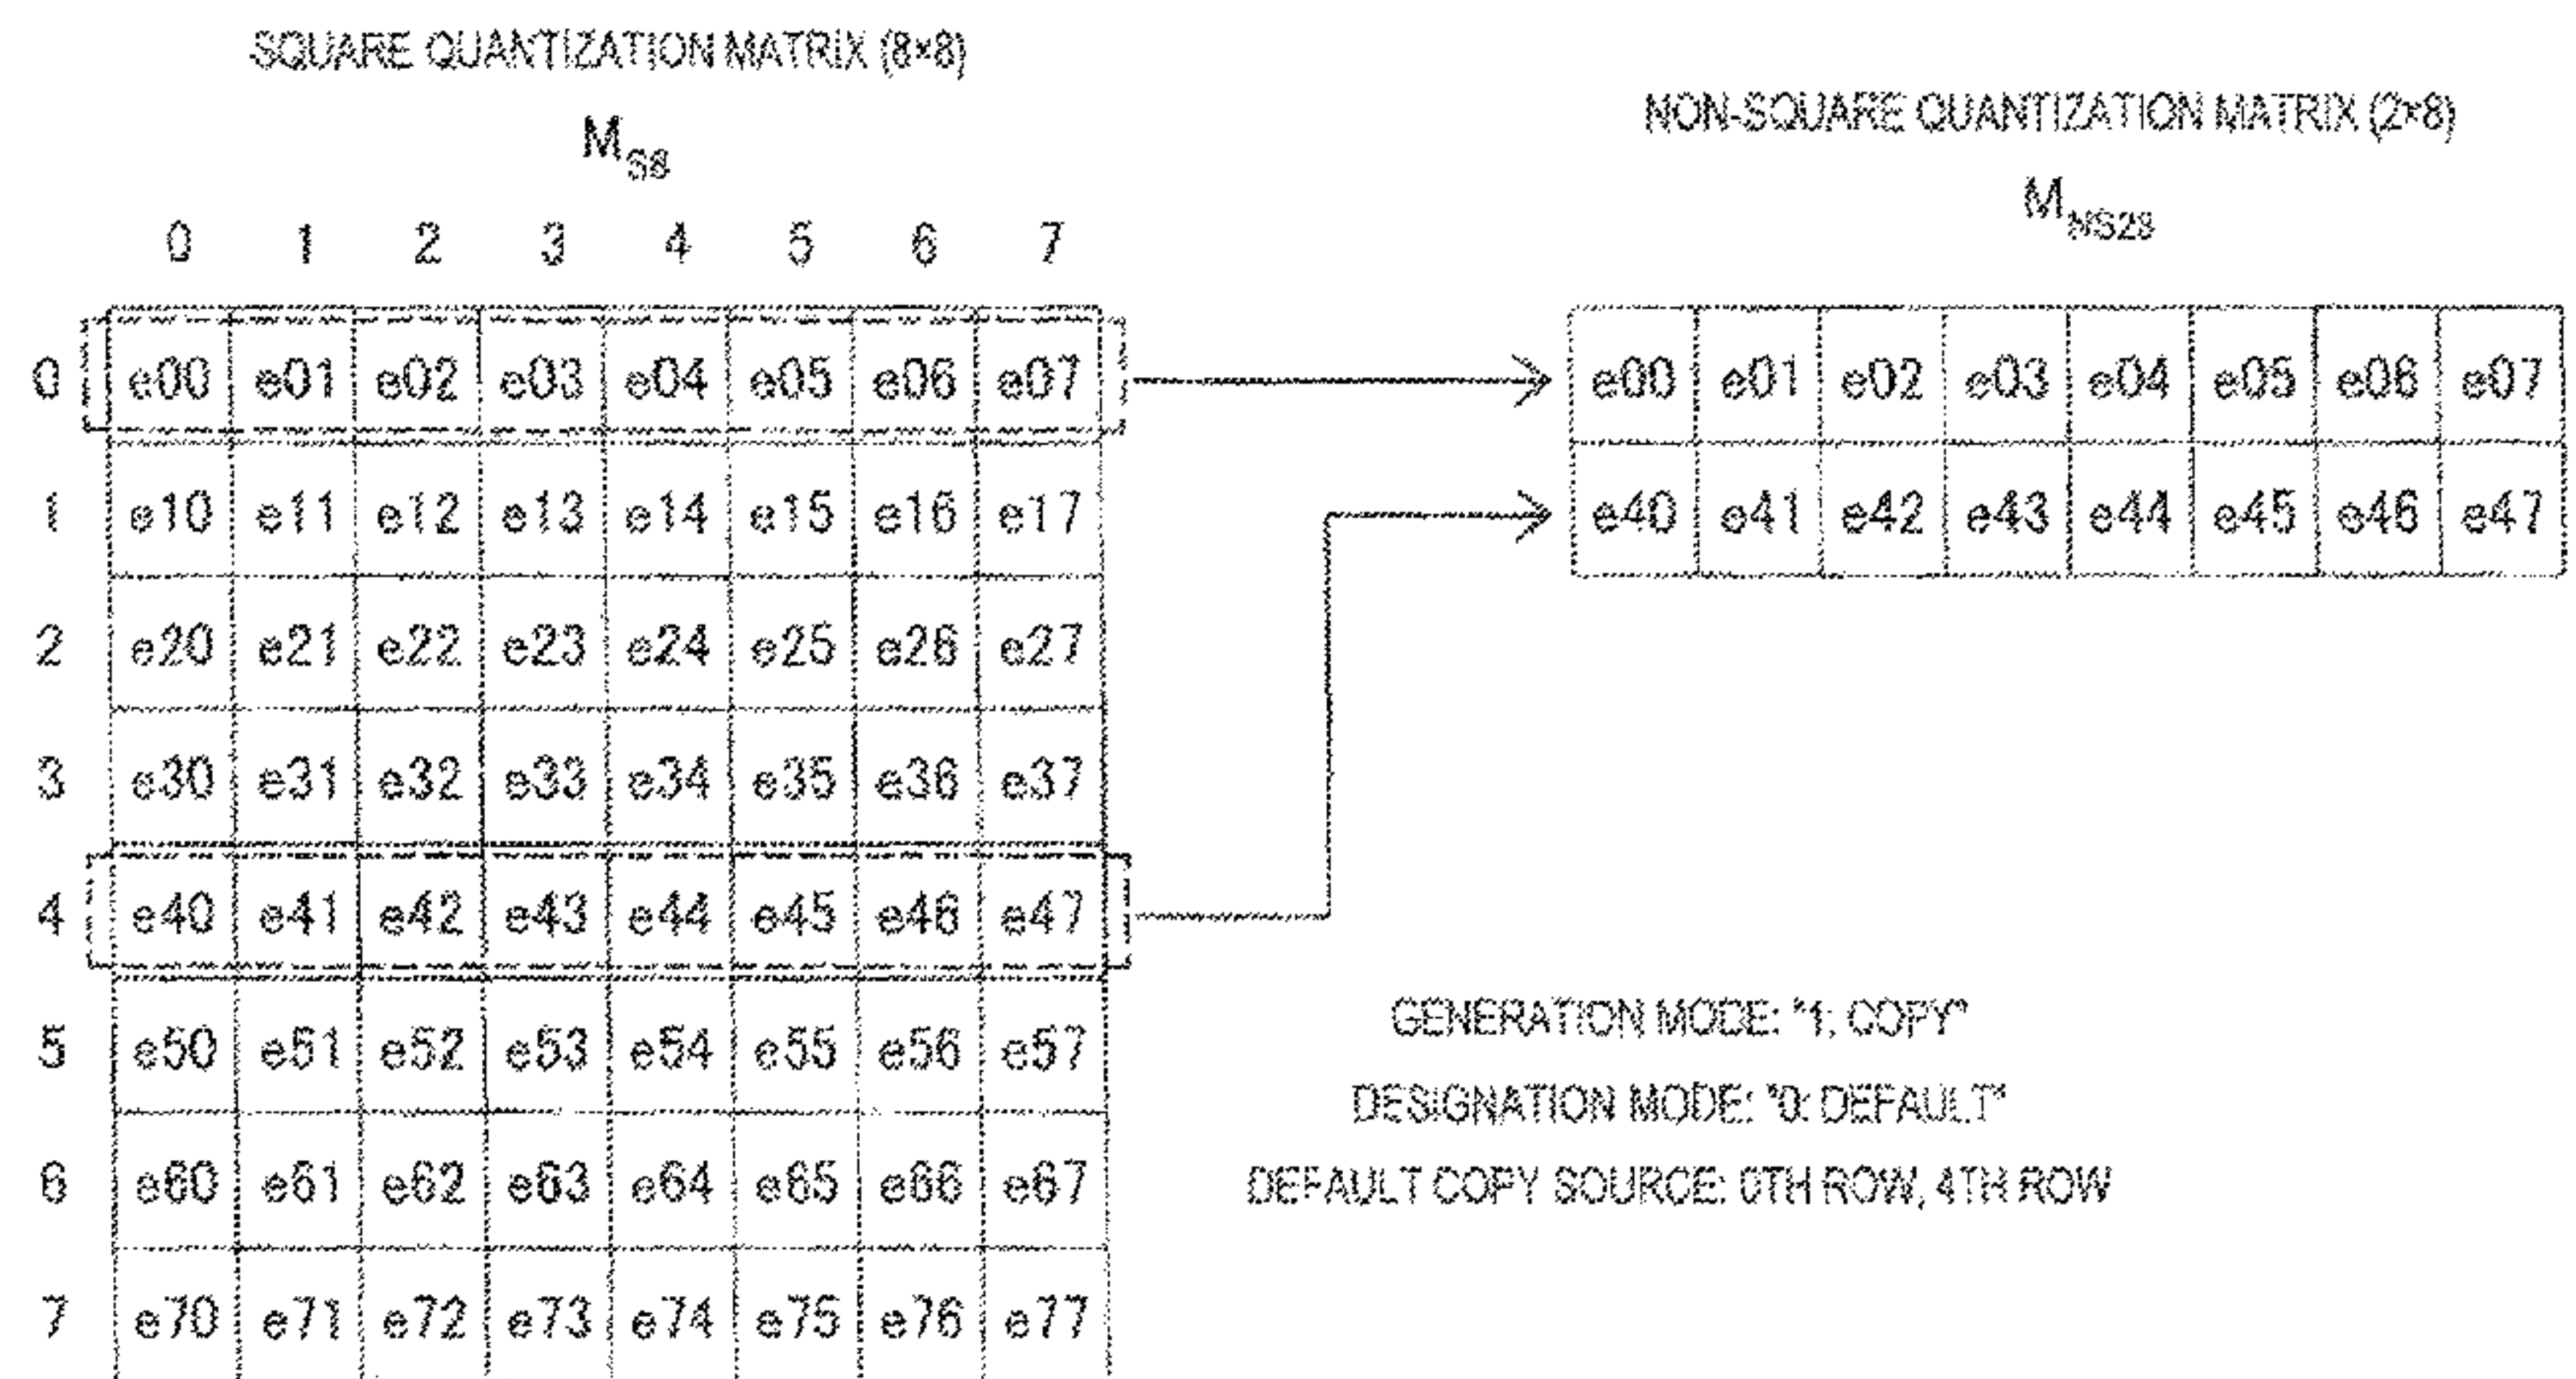 SQUARE QUANTIZATION MATRIX (8×8)
M_S8
0 1 2 3 4 5 6 7
0 e00 e01 e02 e03 e04 e05 e06 e07
1 e10 e11 e12 e13 e14 e15 e16 e17
2 e20 e21 e22 e23 e24 e25 e26 e27
3 e30 e31 e32 e33 e34 e35 e36 e37
4 e40 e41 e42 e43 e44 e45 e46 e47
5 e50 e51 e52 e53 e54 e55 e56 e57
6 e60 e61 e62 e63 e64 e65 e66 e67
7 e70 e71 e72 e73 e74 e75 e76 e77
NON-SQUARE QUANTIZATION MATRIX (2×8)
M_NS28
e00 e01 e02 e03 e04 e05 e06 e07
e40 e41 e42 e43 e44 e45 e46 e47
GENERATION MODE: "1: COPY"
DESIGNATION MODE: "0: DEFAULT"
DEFAULT COPY SOURCE: 0TH ROW, 4TH ROW